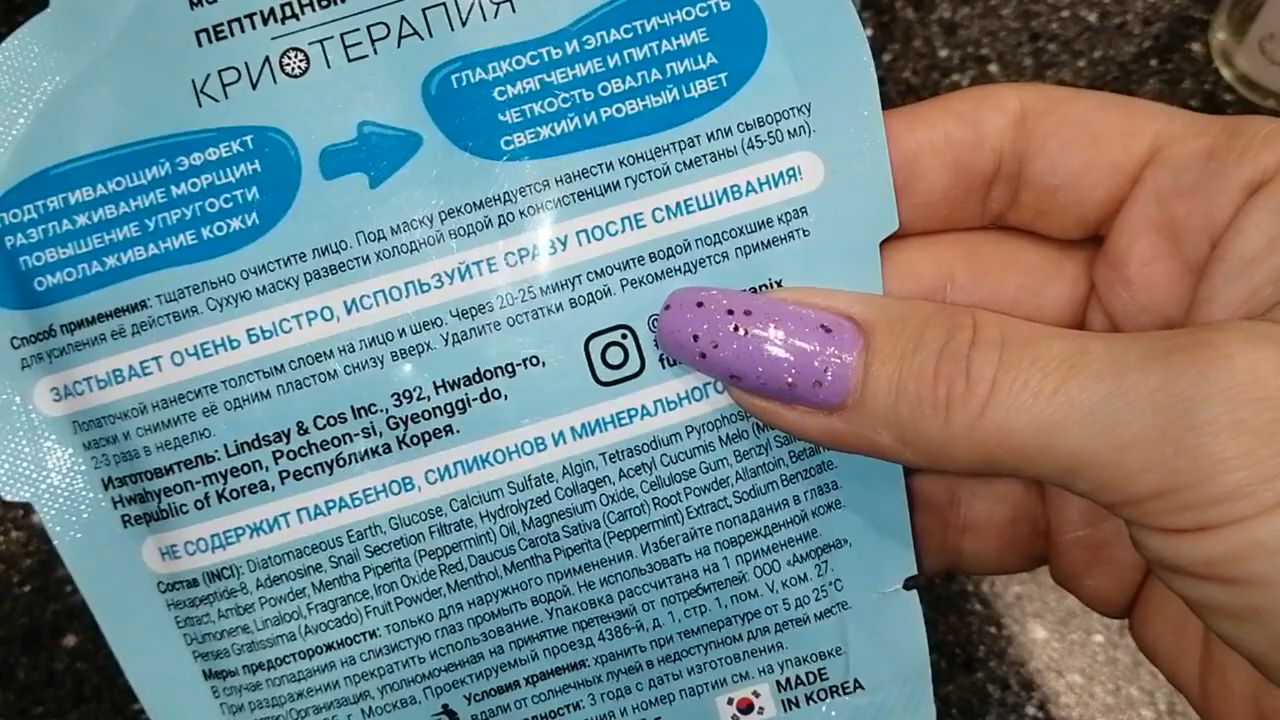 ПЕПТИДНЫ
КРИОТЕРАПИЯ
ПОДТЯГИВАЮЩИЙ ЭФФЕКТ
РАЗГЛАЖИВАНИЕ МОРЩИН
ПОВЫШЕНИЕ УПРУГОСТИ
ОМОЛАЖИВАНИЕ КОЖИ
ГЛАДКОСТЬ И ЭЛАСТИЧНОСТЬ
СМЯГЧЕНИЕ И ПИТАНИЕ
ЧЕТКОСТЬ ОВАЛА ЛИЦА
СВЕЖИЙ И РОВНЫЙ ЦВЕТ
Способ применения: тщательно очистите лицо. Под маску рекомендуется нанести концентрат или сыворотку
для усиления её действия. Сухую маску развести холодной водой до консистенции густой сметаны (45-50 мл).
ЗАСТЫВАЕТ ОЧЕНЬ БЫСТРО, ИСПОЛЬЗУЙТЕ СРАЗУ ПОСЛЕ СМЕШИВАНИЯ!
Лопаточкой нанесите толстым слоем на лицо и шею. Через 20-25 минут смочите водой подсохшие края
маски и снимите её одним пластом снизу вверх. Удалите остатки водой. Рекомендуется применять
2-3 раза в неделю.
Изготовитель: Lindsay & Cos Inc., 392, Hwadong-ro,
Hwahyeon-myeon, Pocheon-si, Gyeonggi-do,
Republic of Korea, Республика Корея.
НЕ СОДЕРЖИТ ПАРАБЕНОВ, СИЛИКОНОВ И МИНЕРАЛЬНОГО
Состав (INCI): Diatomaceous Earth, Glucose, Calcium Sulfate, Algin, Tetrasodium Pyrophosp
Hexapeptide-8, Adenosine, Snail Secretion Filtrate, Hydrolyzed Collagen, Acetyl Cucumis Melo
Extract, Amber Powder, Mentha Piperita (Peppermint) Oil, Magnesium Oxide, Cellulose Gum, Benzyl Sali
D-Limonene, Linalool, Fragrance, Iron Oxide Red, Daucus Carota Sativa (Carrot) Root Powder, Allantoin, Betain
Persea Gratissima (Avocado) Fruit Powder, Menthol, Mentha Piperita (Peppermint) Extract, Sodium Benzoate.
Меры предосторожности: только для наружного применения. Избегайте попадания в глаза.
В случае попадания на слизистую глаз промыть водой. Не использовать на поврежденной коже.
При раздражении прекратить использование. Упаковка рассчитана на 1 применение.
Организация, уполномоченная на принятие претензий от потребителей: ООО «Аморена»,
г. Москва, Проектируемый проезд 4386-й, д. 1, стр. 1, пом. V, ком. 27.
Условия хранения: хранить при температуре от 5 до 25°C
вдали от солнечных лучей в недоступном для детей месте.
3 года с даты изготовления.
и номер партии см. на упаковке.
MADE
IN KOREA